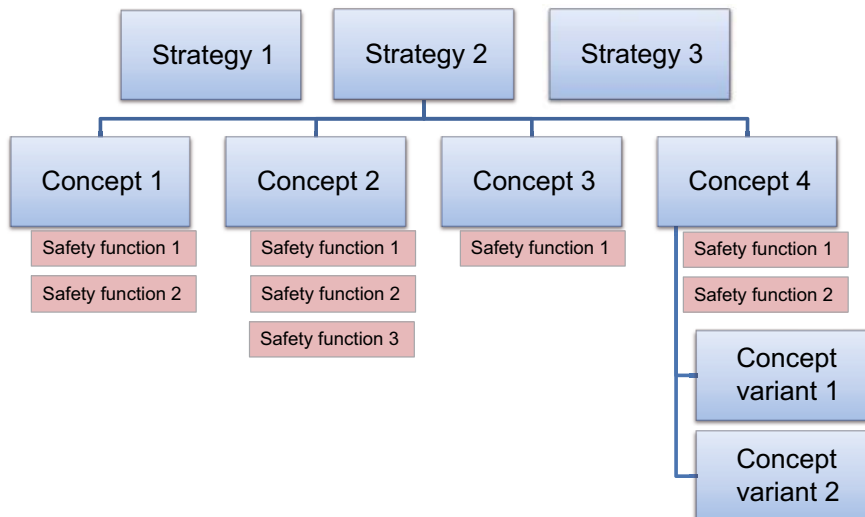 Strategy 1
Strategy 2
Strategy 3
Concept 1
Concept 2
Concept 3
Concept 4
Safety function 1
Safety function 1
Safety function 1
Safety function 1
Safety function 2
Safety function 2
Safety function 2
Safety function 3
Concept
variant 1
Concept
variant 2